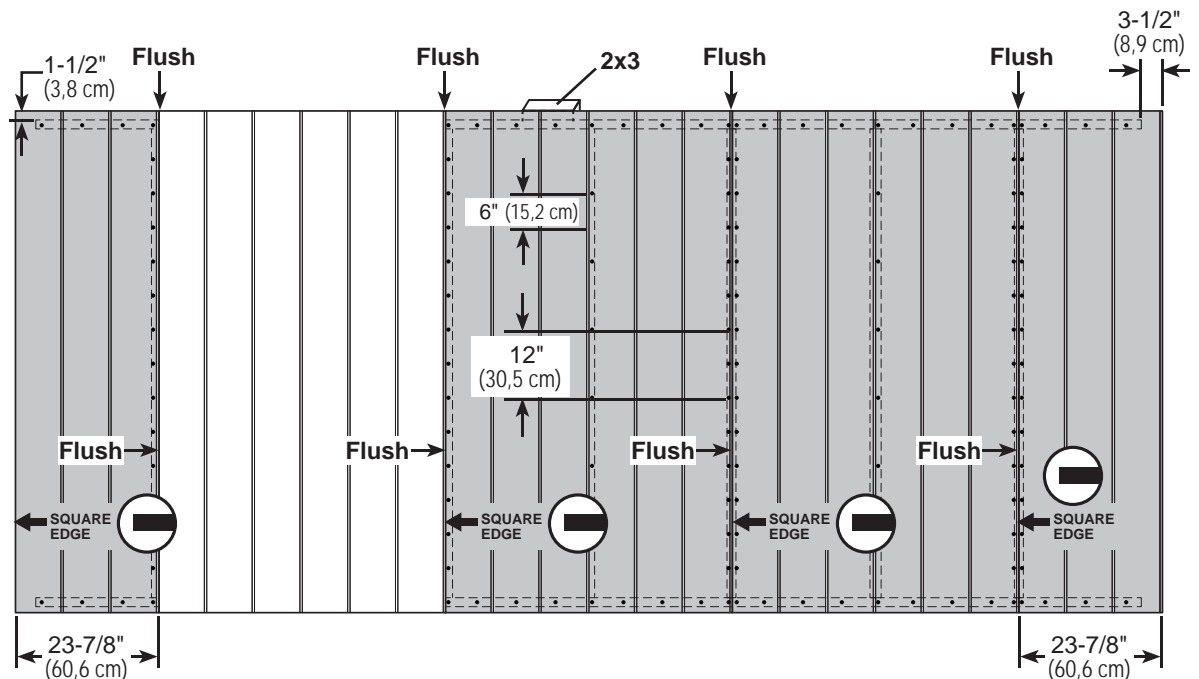 3-1/2"
(8,9 cm)
1-1/2"
(3,8 cm)
Flush
Flush
2x3
Flush
Flush
6" (15,2 cm)
12"
(30,5 cm)
Flush
Flush
Flush
Flush
SQUARE
EDGE
SQUARE
EDGE
SQUARE
EDGE
SQUARE
EDGE
23-7/8"
(60,6 cm)
23-7/8"
(60,6 cm)